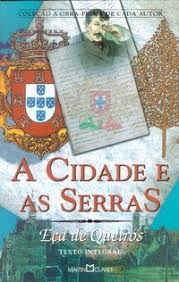 COLEÇÃO A OBRA-PRIMA DE CADA AUTOR
A CIDADE E
AS SERRAS
Eça de Queirós
TEXTO INTEGRAL
MARTIN CLARET